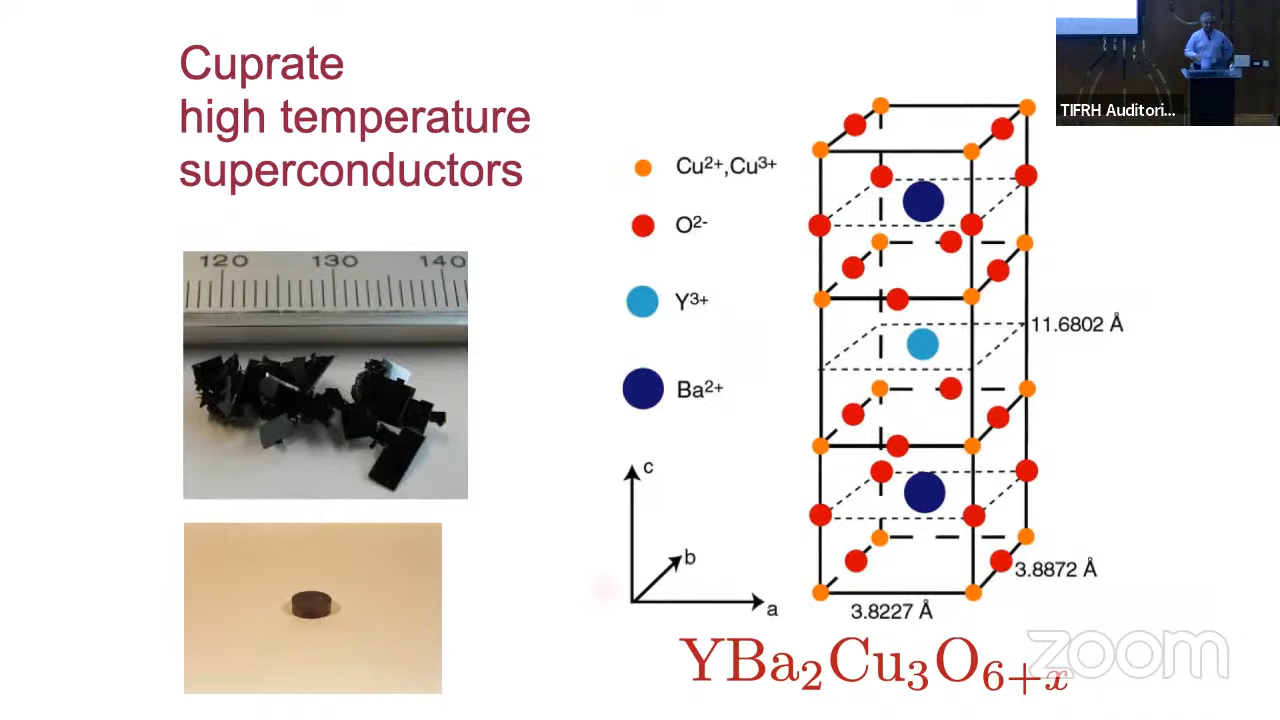 Cuprate
high temperature
superconductors
TIFRH Auditori...
Cu2+,Cu3+
O2-
Y3+
Ba2+
120 130 140
11.6802 Å
c
b
a
3.8872 Å
3.8227 Å
YBa2Cu3O6+x
zoom